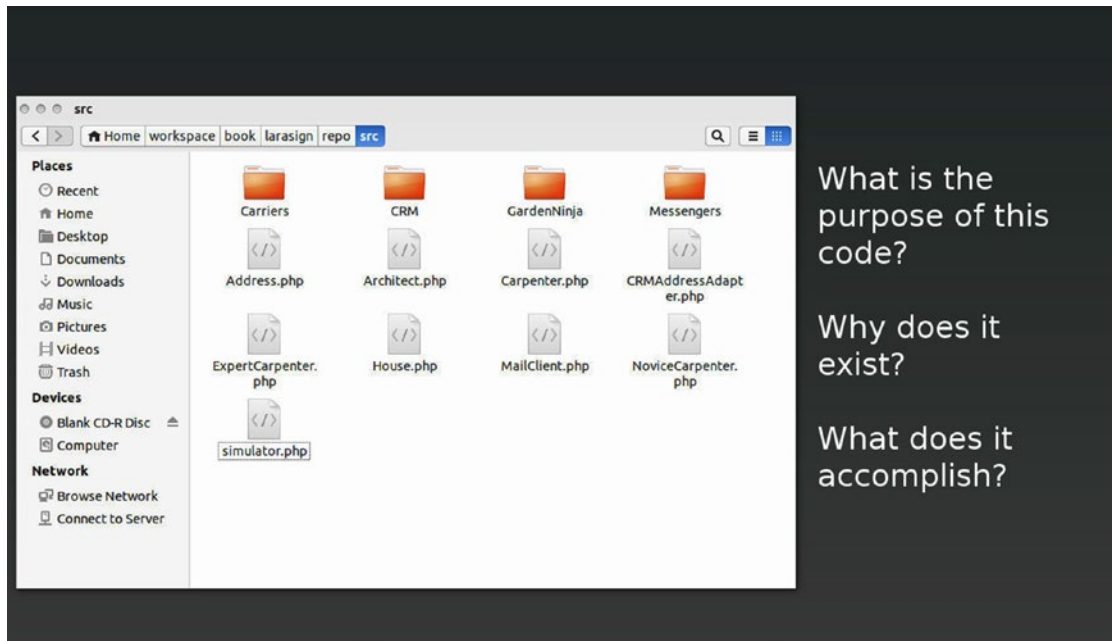 src
Home workspace book larasign repo src
Places
Recent
Home
Desktop
Documents
Downloads
Music
Pictures
Videos
Trash
Devices
Blank CD-R Disc
Computer
Network
Browse Network
Connect to Server
Carriers CRM GardenNinja Messengers
Address.php Architect.php Carpenter.php CRMAddressAdapt
er.php
ExpertCarpenter. House.php MailClient.php NoviceCarpenter.
php php
simulator.php
What is the
purpose of this
code?
Why does it
exist?
What does it
accomplish?